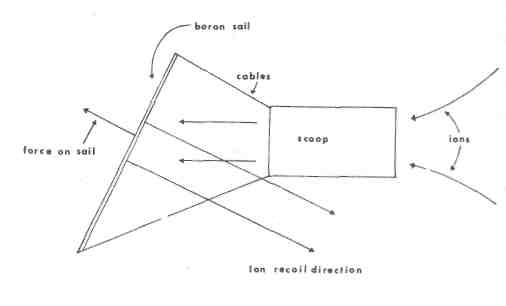 boron sail
cables
scoop
ions
force on sail
Ion recoil direction